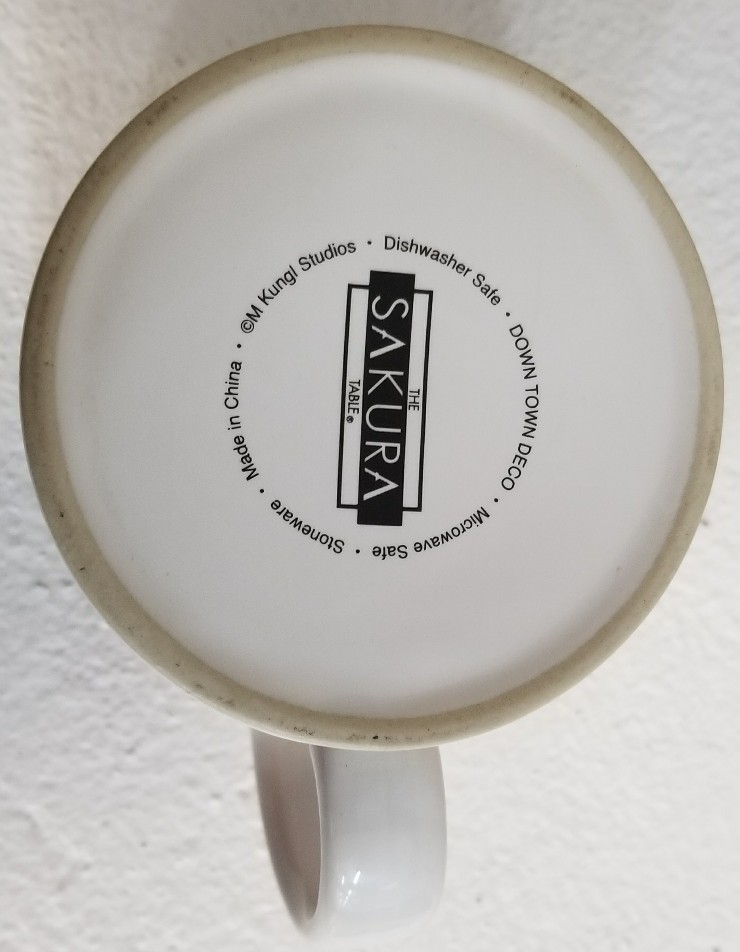 THE
SAKURA
TABLE®
DOWN TOWN DECO • Microwave Safe • Stoneware • Made in China • ©M Kungl Studios • Dishwasher Safe •